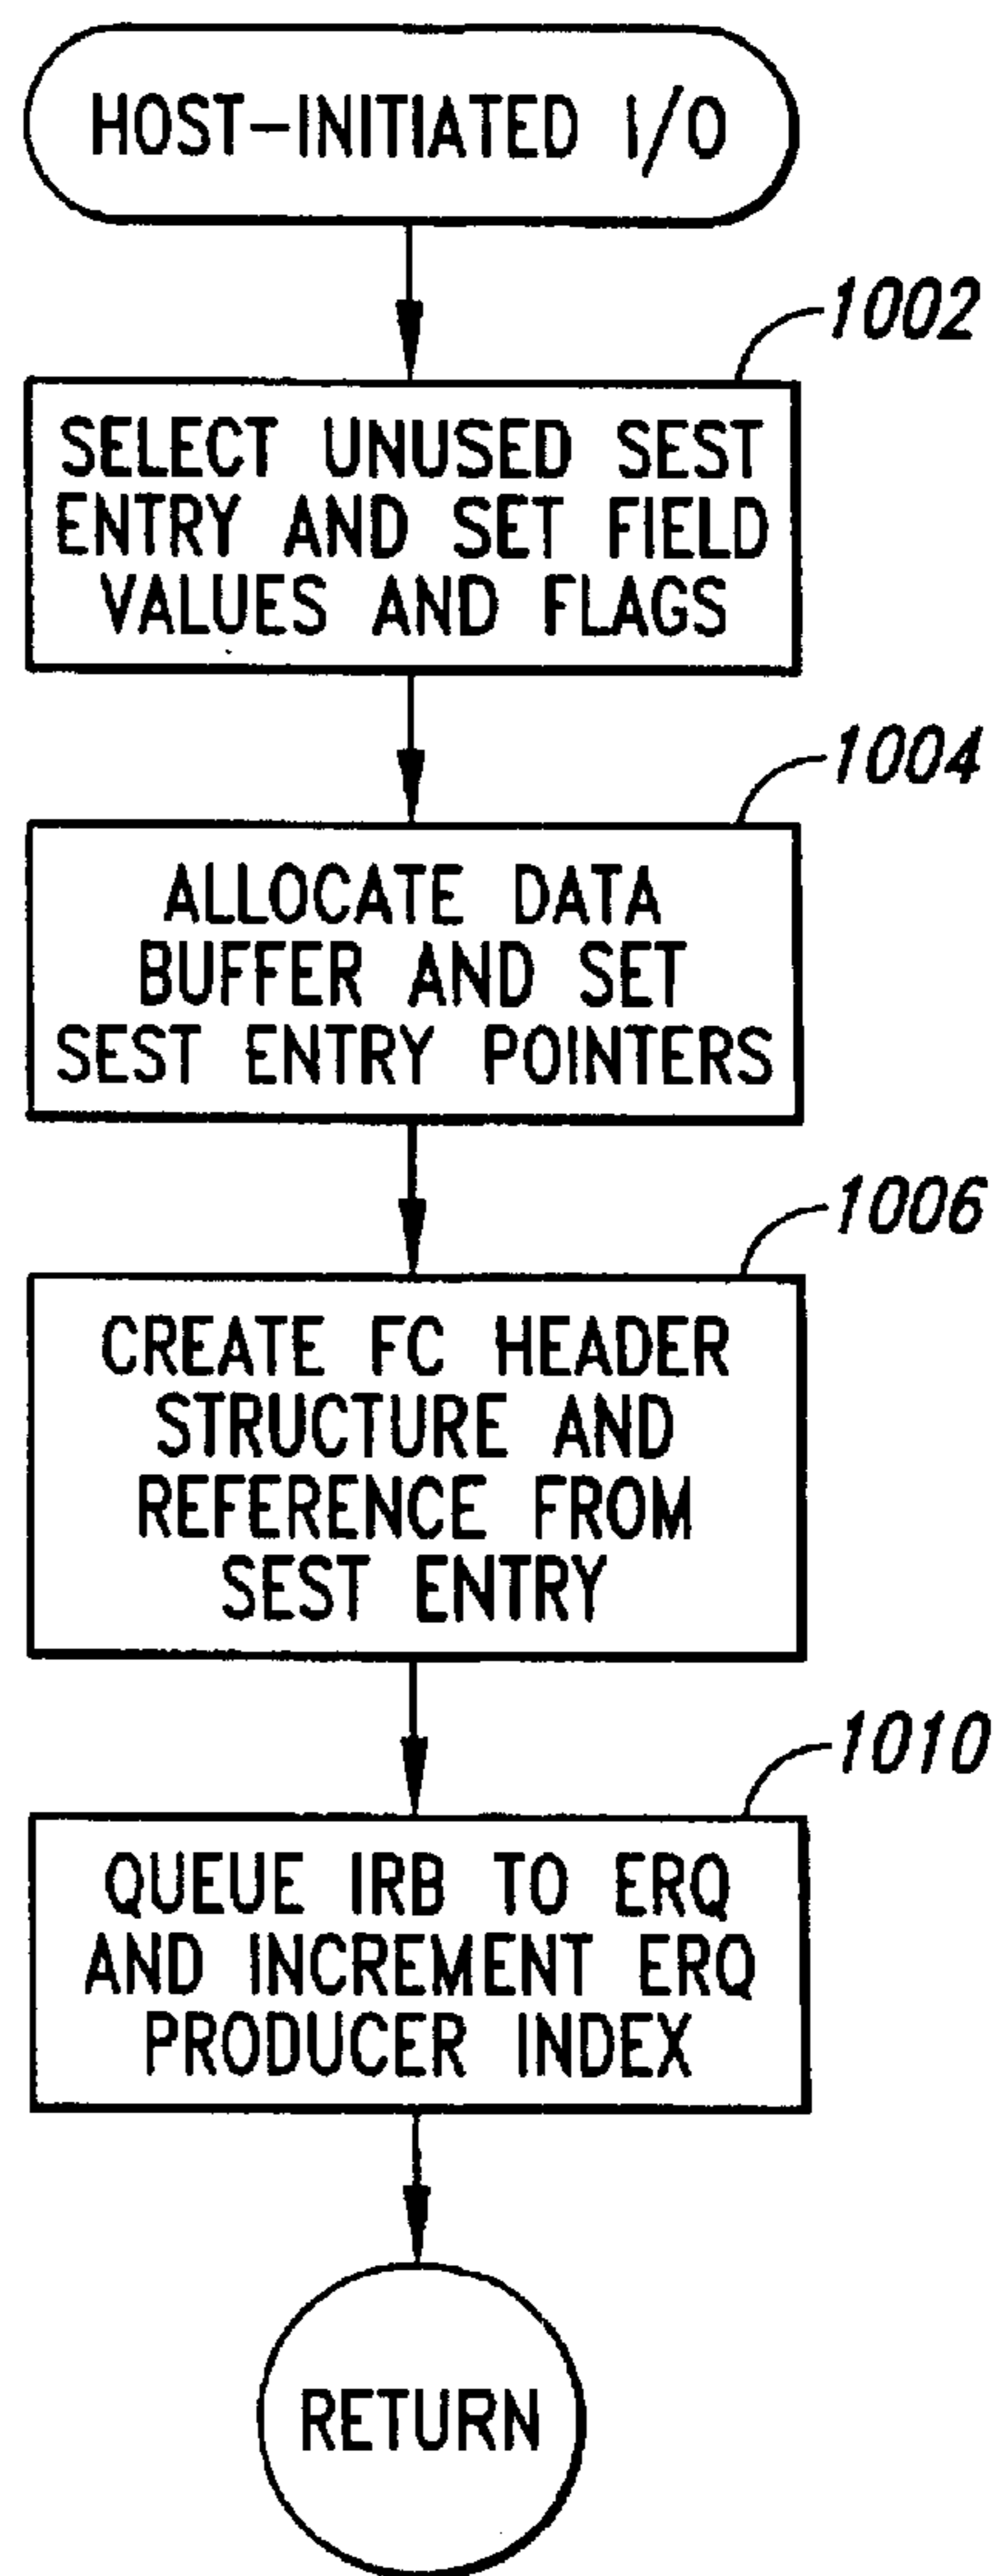 HOST-INITIATED I/O
1002
SELECT UNUSED SEST
ENTRY AND SET FIELD
VALUES AND FLAGS
1004
ALLOCATE DATA
BUFFER AND SET
SEST ENTRY POINTERS
1006
CREATE FC HEADER
STRUCTURE AND
REFERENCE FROM
SEST ENTRY
1010
QUEUE IRB TO ERQ
AND INCREMENT ERQ
PRODUCER INDEX
RETURN